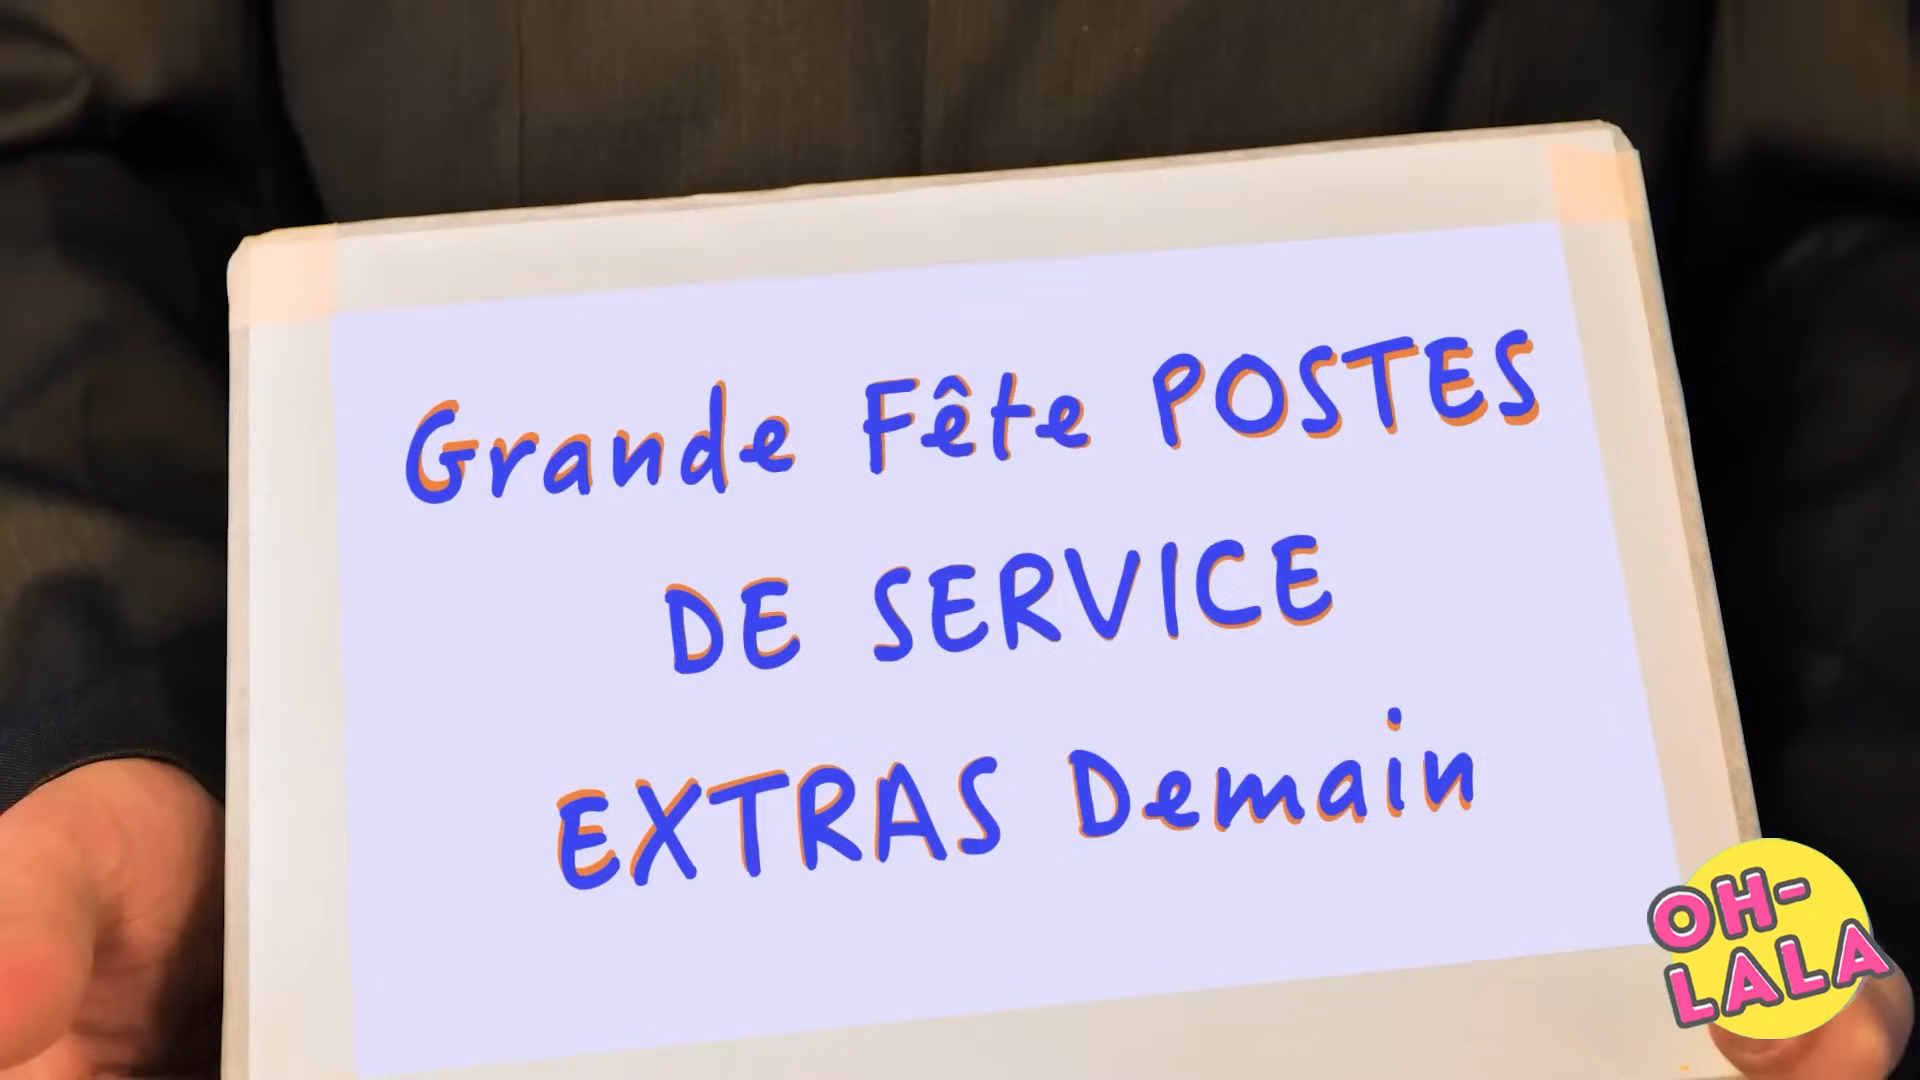 Grande Fête POSTES
DE SERVICE
EXTRAS Demain
OH-
LALA